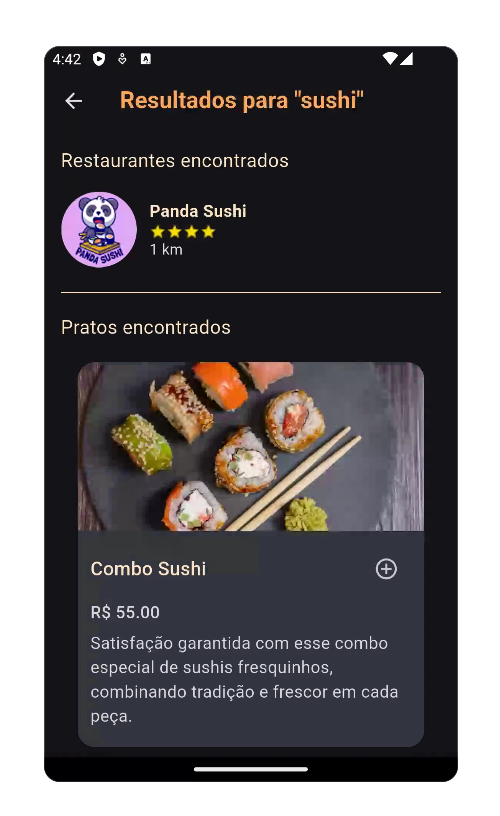 4:42
Resultados para "sushi"
Restaurantes encontrados
Panda Sushi
PANDA SUSHI
1 km
Pratos encontrados
Combo Sushi
R$ 55.00
Satisfação garantida com esse combo
especial de sushis fresquinhos,
combinando tradição e frescor em cada
peça.